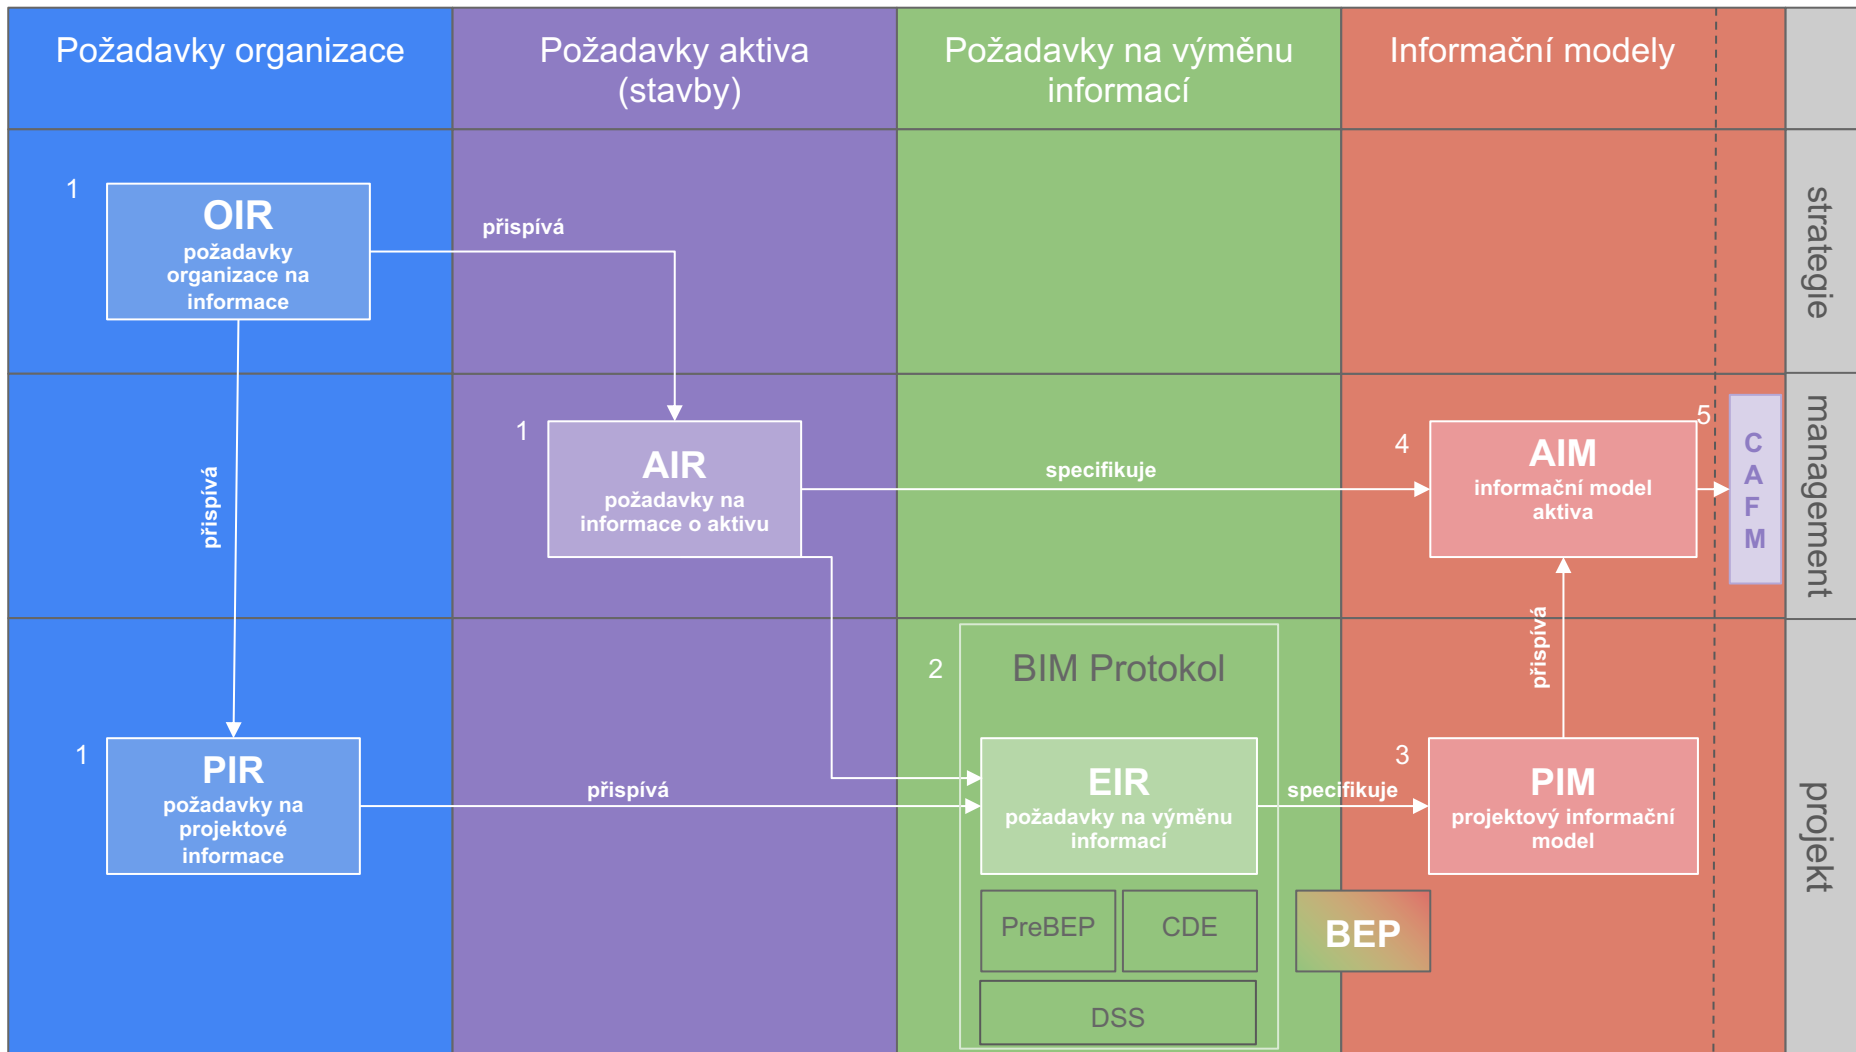 Požadavky organizace
Požadavky aktiva
(stavby)
Požadavky na výměnu
informací
Informační modely
strategie
1
OIR
požadavky
organizace na
informace
přispívá
přispívá
management
1
AIR
požadavky na
informace o aktivu
specifikuje
4
AIM
informační model
aktiva
5
C
A
F
M
přispívá
projekt
1
PIR
požadavky na
projektové
informace
přispívá
2
BIM Protokol
EIR
požadavky na výměnu
informací
specifikuje
3
PIM
projektový informační
model
PreBEP
CDE
BEP
DSS